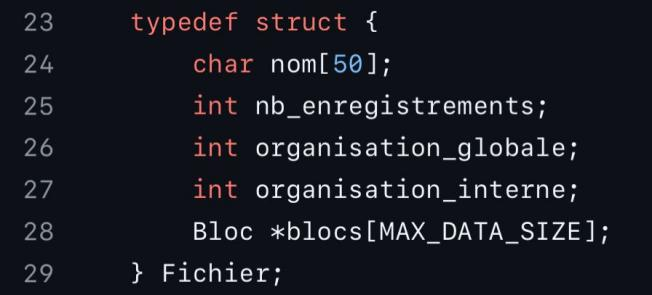 23 typedef struct {
24 char nom[50];
25 int nb_enregistrements;
26 int organisation_globale;
27 int organisation_interne;
28 Bloc *blocs[MAX_DATA_SIZE];
29 } Fichier;